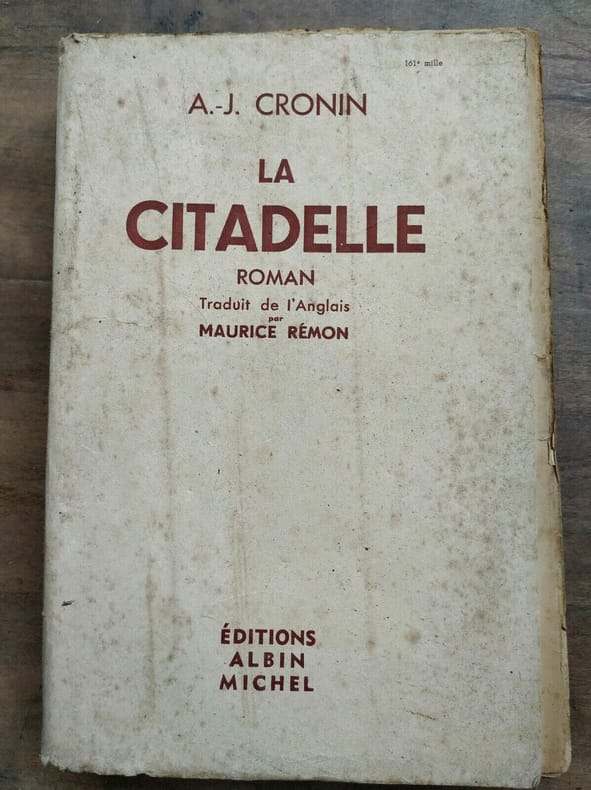 161e mille
A.-J. CRONIN
LA
CITADELLE
ROMAN
Traduit de l'Anglais
par
MAURICE RÉMON
ÉDITIONS
ALBIN
MICHEL